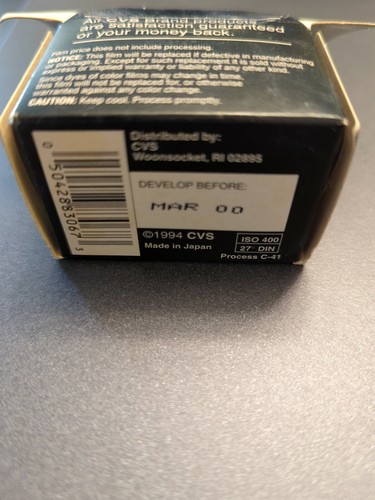 All CVS brand products
are satisfaction guaranteed
or your money back.
Film price does not include processing.
NOTICE: This film will be replaced if defective in manufacturing
or packaging. Except for such replacement, it is sold without
express or implied warranty or liability of any other kind.
Since dyes of color films may change in time,
this film will not be replaced for, or otherwise
warranted against any color change.
CAUTION: Keep cool. Process promptly.
Distributed by:
CVS
Woonsocket, RI 02895
DEVELOP BEFORE:
MAR 00
©1994 CVS
Made in Japan
ISO 400
27° DIN
Process C-41
0 50428 83067 3